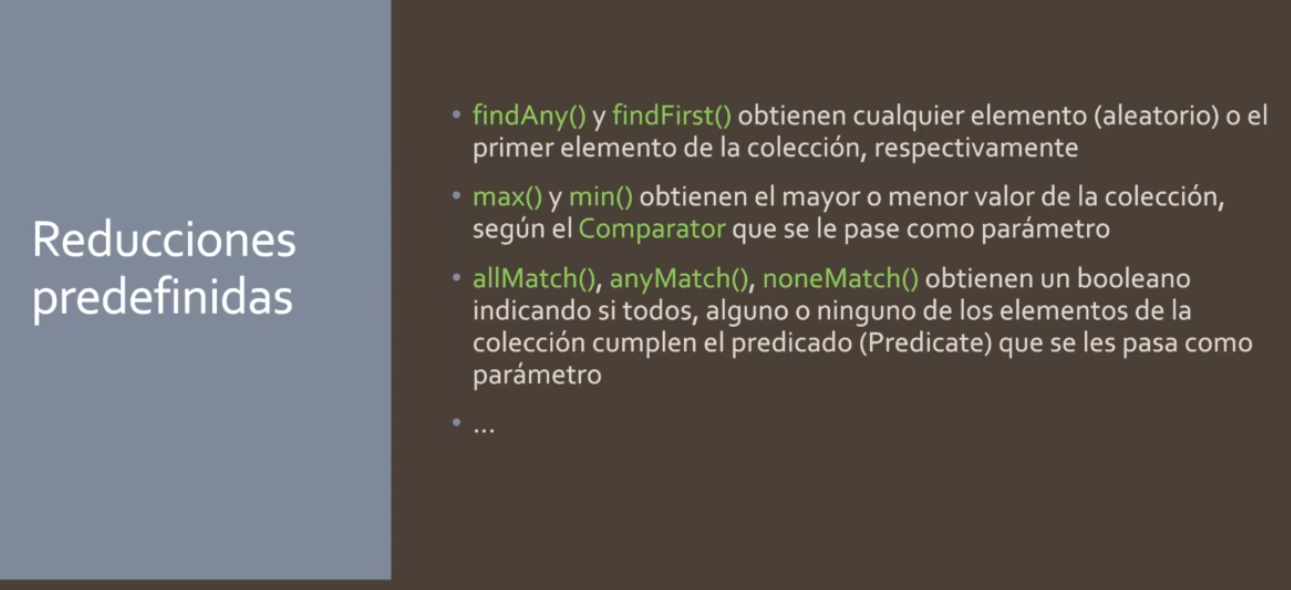 Reducciones
predefinidas
• findAny() y findFirst() obtienen cualquier elemento (aleatorio) o el
primer elemento de la colección, respectivamente
• max() y min() obtienen el mayor o menor valor de la colección,
según el Comparator que se le pase como parámetro
• allMatch(), anyMatch(), noneMatch() obtienen un booleano
indicando si todos, alguno o ninguno de los elementos de la
colección cumplen el predicado (Predicate) que se les pasa como
parámetro
• ...